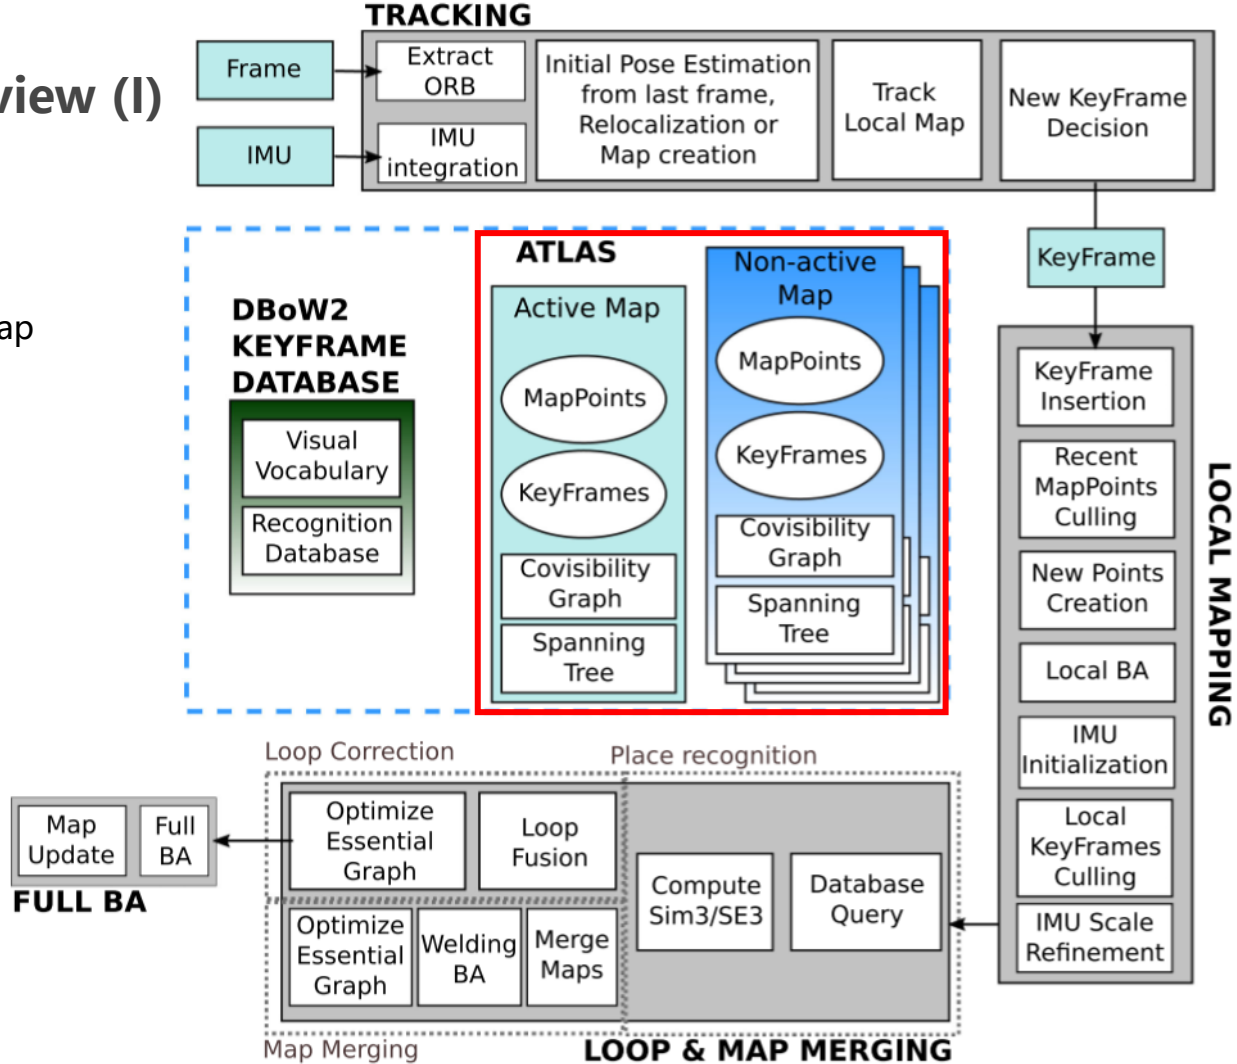 TRACKING
view (I)
Frame
IMU
Extract
ORB
IMU
integration
Initial Pose Estimation
from last frame,
Relocalization or
Map creation
Track
Local Map
New KeyFrame
Decision
KeyFrame
ap
DBoW2
KEYFRAME
DATABASE
Visual
Vocabulary
Recognition
Database
ATLAS
Active Map
MapPoints
KeyFrames
Covisibility
Graph
Spanning
Tree
Non-active
Map
MapPoints
KeyFrames
Covisibility
Graph
Spanning
Tree
KeyFrame
Insertion
Recent
MapPoints
Culling
New Points
Creation
Local BA
IMU
Initialization
Local
KeyFrames
Culling
IMU Scale
Refinement
LOCAL MAPPING
Loop Correction
Place recognition
Optimize
Essential
Graph
Loop
Fusion
Compute
Sim3/SE3
Database
Query
Optimize
Essential
Graph
Welding
BA
Merge
Maps
Map Merging
LOOP & MAP MERGING
Map
Update
Full
BA
FULL BA